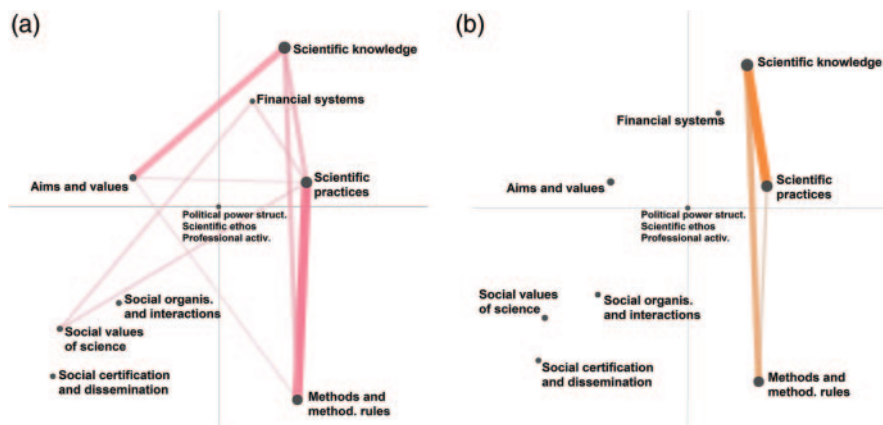 (a)
Scientific knowledge
Financial systems
Aims and values
Scientific
practices
Political power struct.
Scientific ethos
Professional activ.
Social organis.
and interactions
Social values
of science
Social certification
and dissemination
Methods and
method. rules
(b)
Scientific knowledge
Financial systems
Aims and values
Scientific
practices
Political power struct.
Scientific ethos
Professional activ.
Social values
of science
Social organis.
and interactions
Social certification
and dissemination
Methods and
method. rules